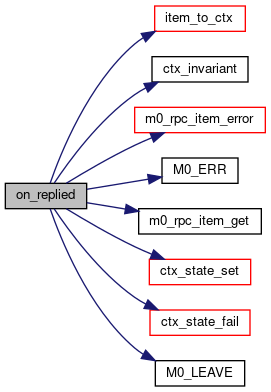 item_to_ctx
ctx_invariant
m0_rpc_item_error
M0_ERR
on_replied
m0_rpc_item_get
ctx_state_set
ctx_state_fail
M0_LEAVE